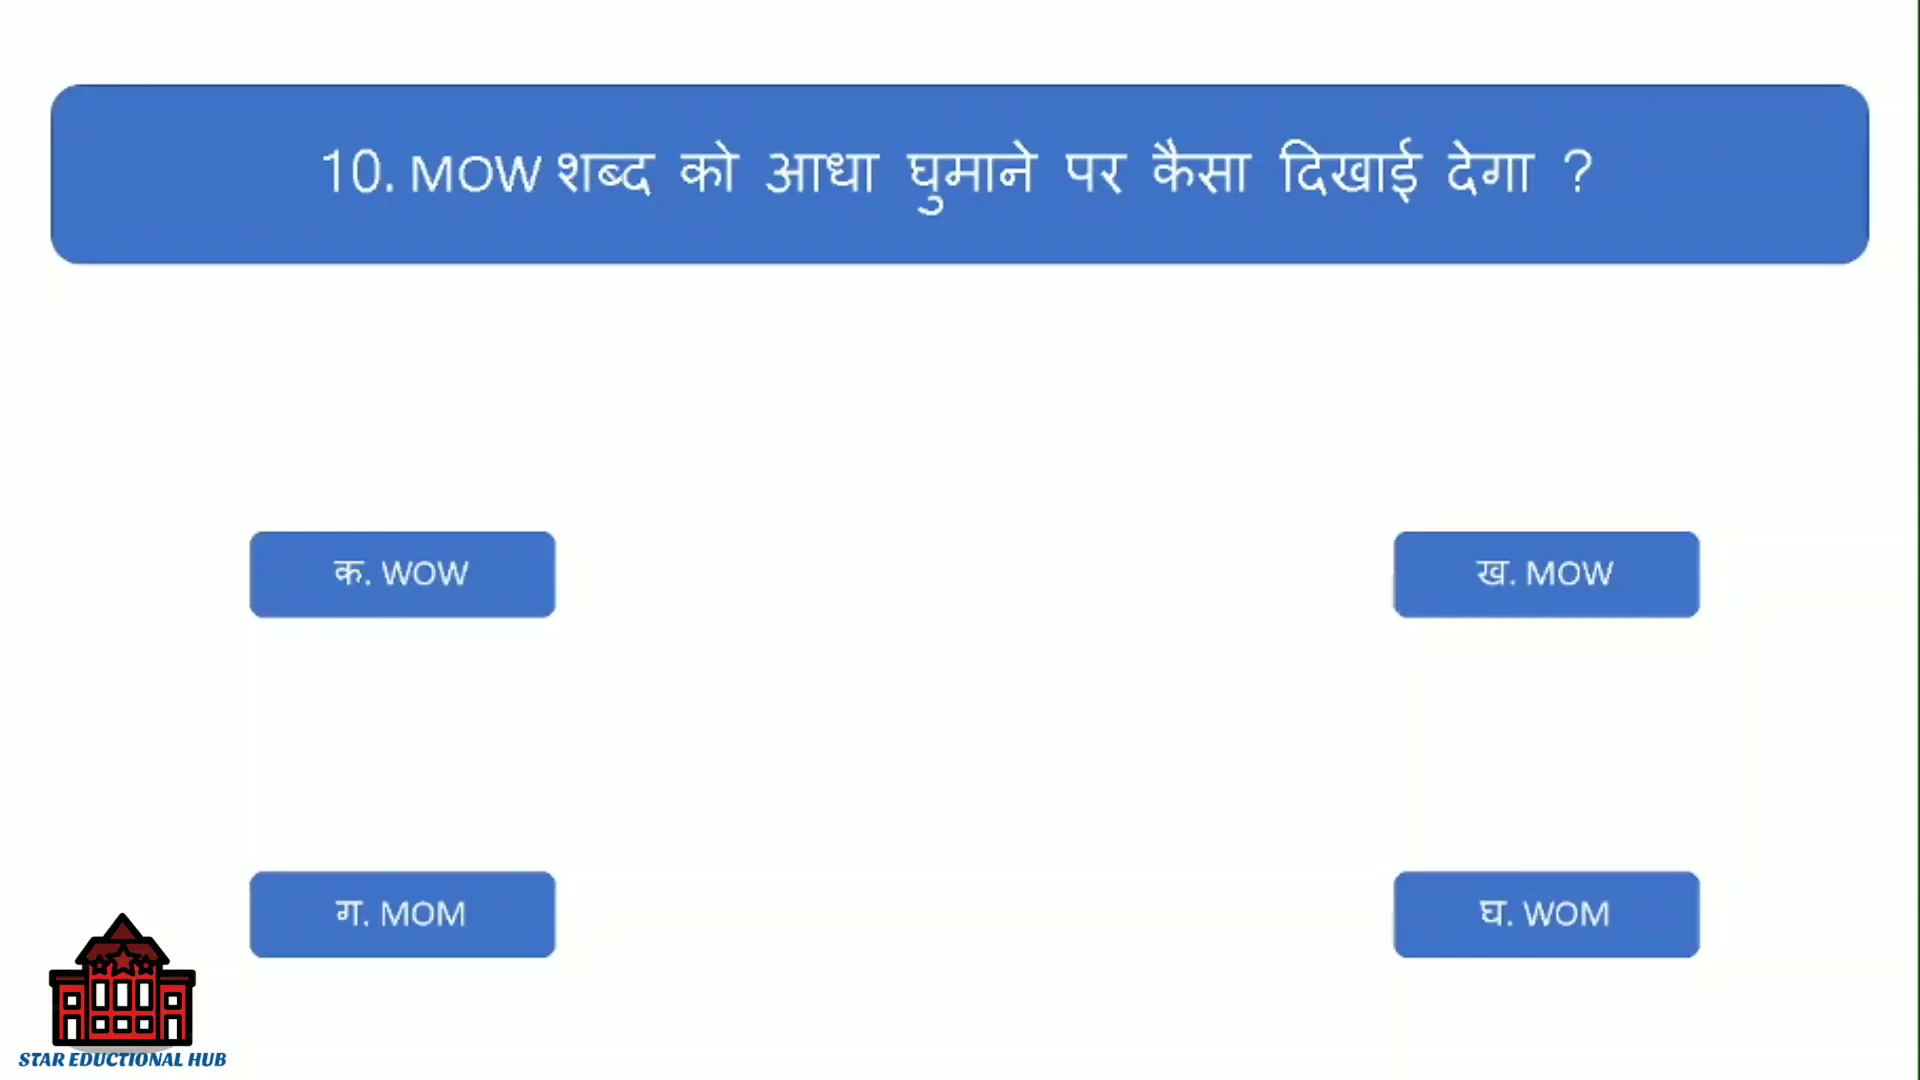 10. MOW शब्द को आधा घुमाने पर कैसा दिखाई देगा ?
क. WOW
ख. MOW
ग. MOM
घ. WOM
STAR EDUCTIONAL HUB